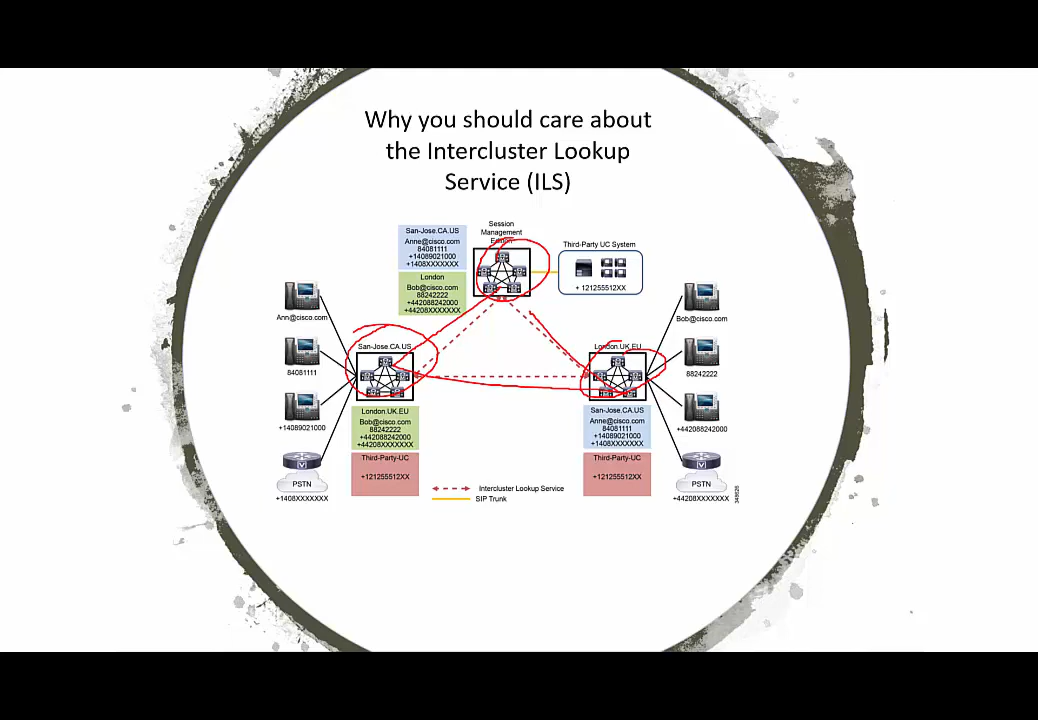 Why you should care about
the Intercluster Lookup
Service (ILS)
Session
Management
San-Jose.CA.US
Anne@cisco.com
84081111
+14089021000
+1408XXXXXXX
London
Bob@cisco.com
88242222
+442088242000
+44208XXXXXXX
Third-Party UC System
+ 121255512XX
Ann@cisco.com
84081111
+14089021000
PSTN
+1408XXXXXXX
San-Jose.CA.US
London.UK.EU
Bob@cisco.com
88242222
+442088242000
+44208XXXXXXX
Third-Party-UC
+121255512XX
London.UK.EU
San-Jose.CA.US
Anne@cisco.com
84081111
+14089021000
+1408XXXXXXX
Third-Party-UC
+121255512XX
Bob@cisco.com
88242222
+442088242000
PSTN
+44208XXXXXXX
Intercluster Lookup Service
SIP Trunk
V
V